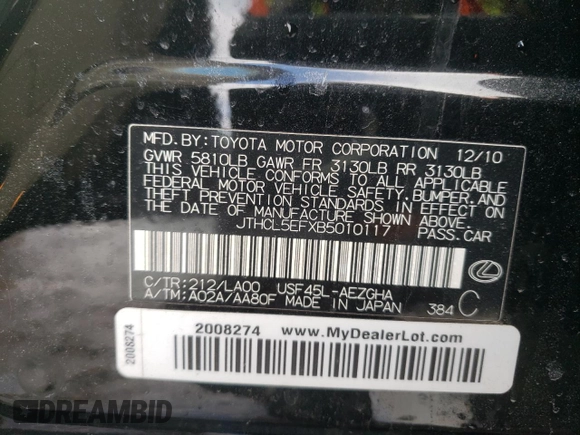 MFD. BY: TOYOTA MOTOR CORPORATION 12/10
GVWR 5810LB GAWR FR 3130LB RR 3130LB
THIS VEHICLE CONFORMS TO ALL APPLICABLE
FEDERAL MOTOR VEHICLE SAFETY, BUMPER, AND
THEFT PREVENTION STANDARDS IN EFFECT ON
THE DATE OF MANUFACTURE SHOWN ABOVE.
JTHCL5EFXB5010117 PASS. CAR
C/TR: 212/LA00 USF45L-AEZGHA
A/TM: A02A/AA80F MADE IN JAPAN 384 C
2008274
2008274 www.MyDealerLot.com
DREAMBID